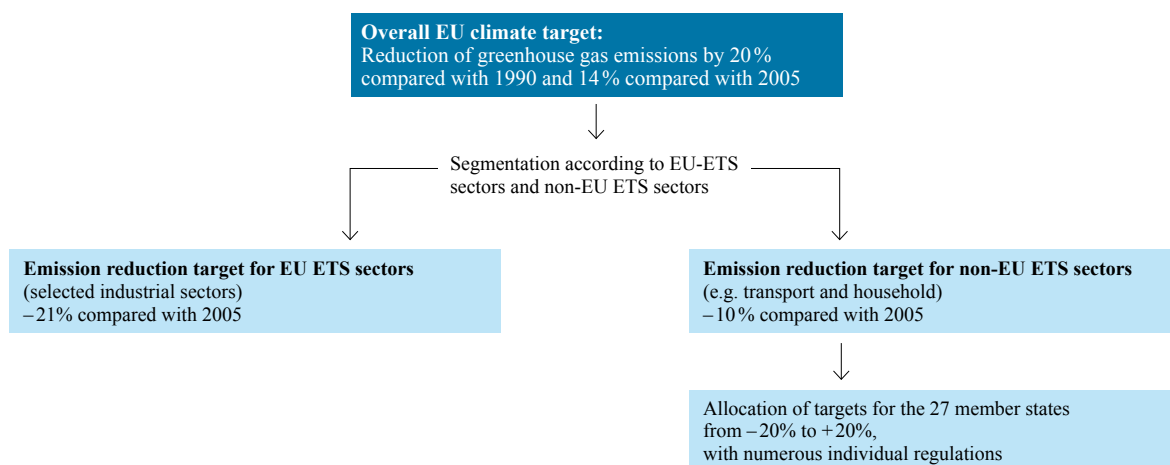 Overall EU climate target:
Reduction of greenhouse gas emissions by 20 %
compared with 1990 and 14 % compared with 2005
Segmentation according to EU-ETS
sectors and non-EU ETS sectors
Emission reduction target for EU ETS sectors
(selected industrial sectors)
–21% compared with 2005
Emission reduction target for non-EU ETS sectors
(e.g. transport and household)
–10 % compared with 2005
Allocation of targets for the 27 member states
from –20% to +20%,
with numerous individual regulations